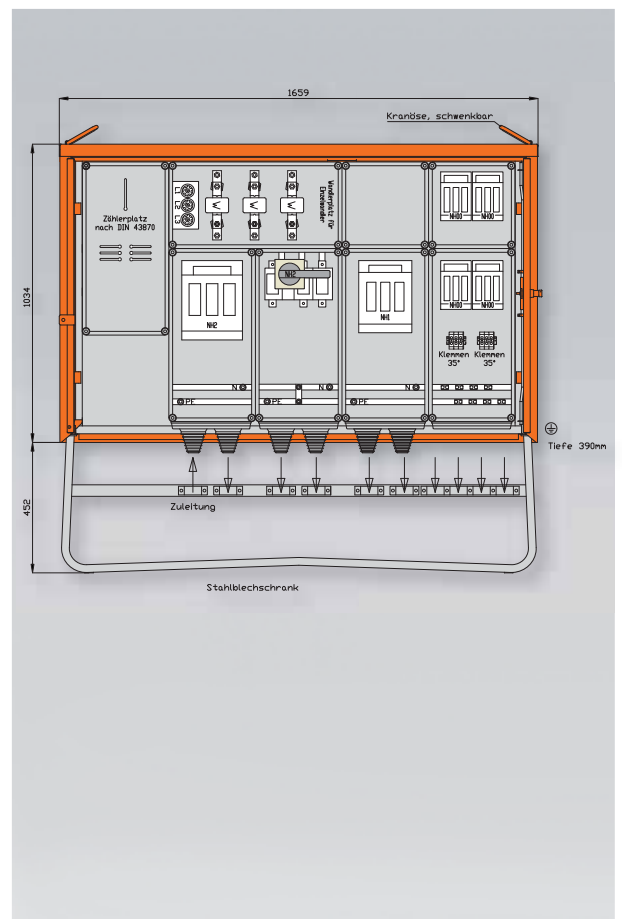 1659
Kranöse, schwenkbar
Zählerplatz
nach DIN 43870
L1
L2
L3
W
W
W
Wandlerplatz für
Einzelwandler
NH00
NH00
NH2
NH2
NH1
NH00
NH00
Klemmen
35²
Klemmen
35²
N
N
N
PE
PE
PE
1034
452
Tiefe 390mm
Zuleitung
Stahlblechschrank